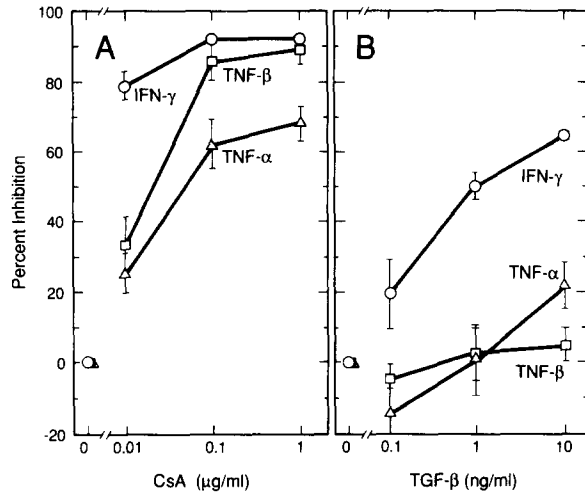 Percent Inhibition
100
80
60
40
20
0
-20
A
IFN-γ
TNF-β
TNF-α
0
0.01
0.1
1
CsA (μg/ml)
B
IFN-γ
TNF-α
TNF-β
0
0.1
1
10
TGF-β (ng/ml)